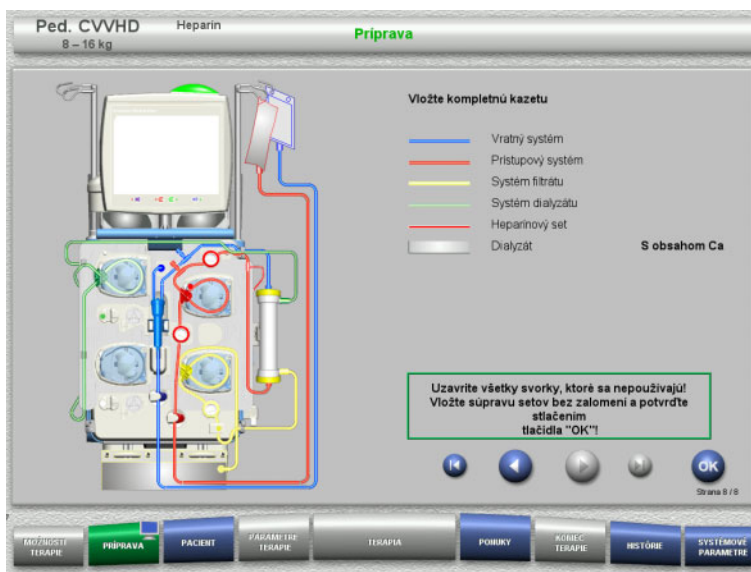 Ped. CVVHD
Heparin
Príprava
8 – 16 kg
Vložte kompletnú kazetu
Vratný systém
Prístupový systém
Systém filtrátu
Systém dialyzátu
Heparínový set
Dialyzát
S obsahom Ca
Uzavrite všetky svorky, ktoré sa nepoužívajú!
Vložte súpravu setov bez zalomení a potvrďte
stlačením
tlačidla "OK"!
OK
Strana 8 / 8
MOŽNOSTI
TERAPIE
PRÍPRAVA
PACIENT
PARAMETRE
TERAPIE
TERAPIA
PONUKY
KONIEC
TERAPIE
HISTÓRIE
SYSTÉMOVÉ
PARAMETRE